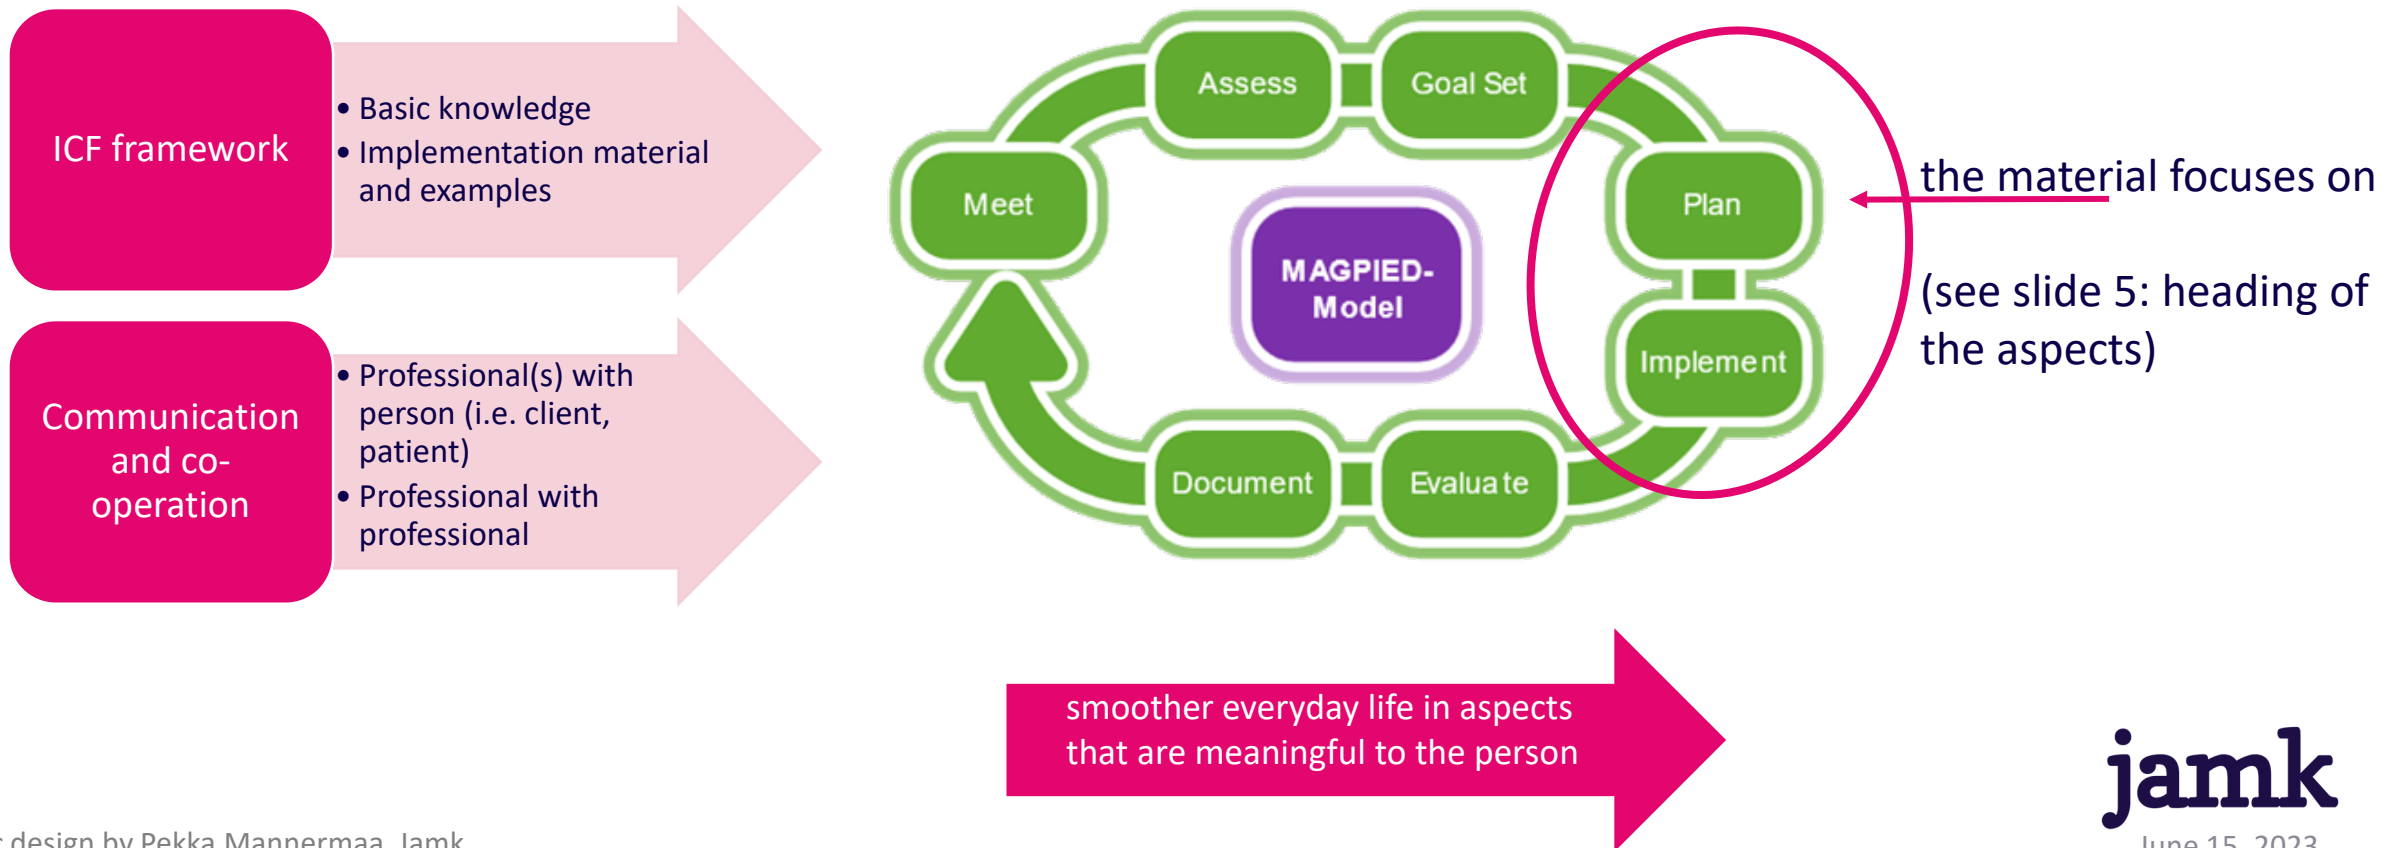 ICF framework
• Basic knowledge
• Implementation material
and examples
Communication
and co-
operation
• Professional(s) with
person (i.e. client,
patient)
• Professional with
professional
Meet
Assess
Goal Set
Plan
Implement
Evaluate
Document
MAGPIED-
Model
the material focuses on
(see slide 5: heading of
the aspects)
smoother everyday life in aspects
that are meaningful to the person
jamk
design by Pekka Mannermaa, Jamk
June 15, 2023